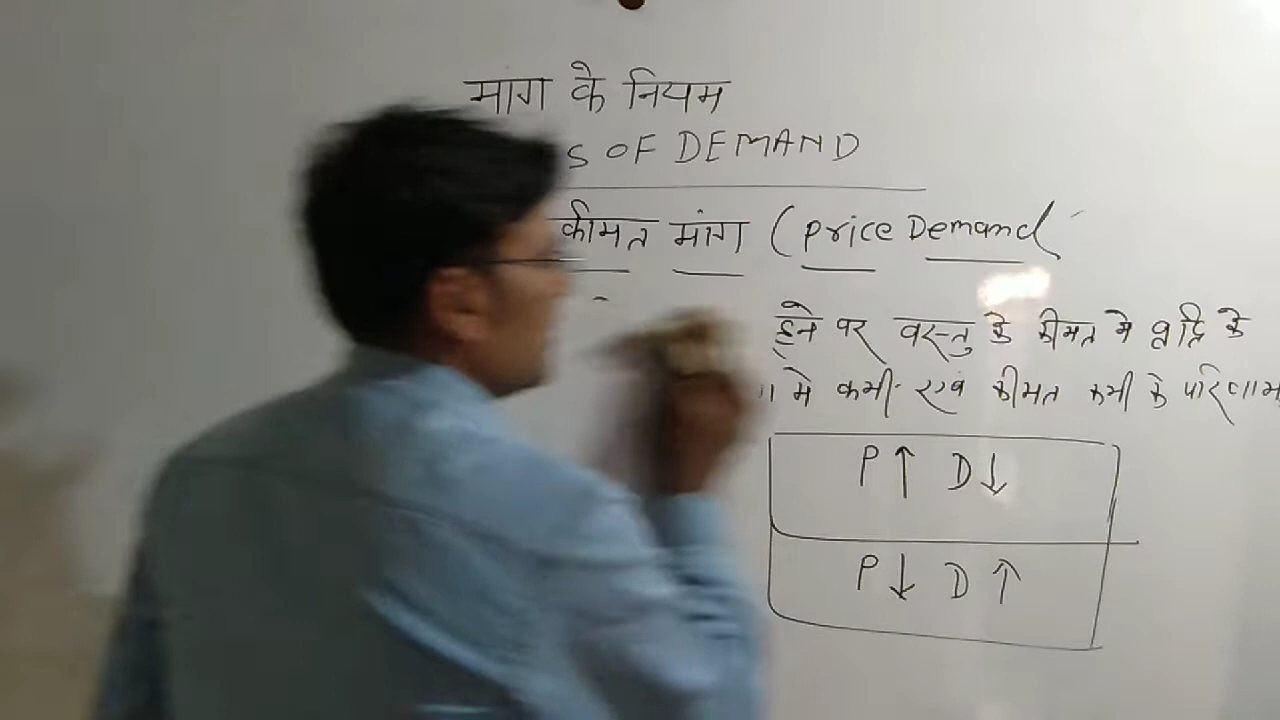 मांग के नियम
S OF DEMAND
कीमत मांग (Price Demand
होने पर वस्तु के कीमत मे वृद्धि के
मे कमी एवं कीमत कमी के परिणाम
P ↑ D ↓
P ↓ D ↑